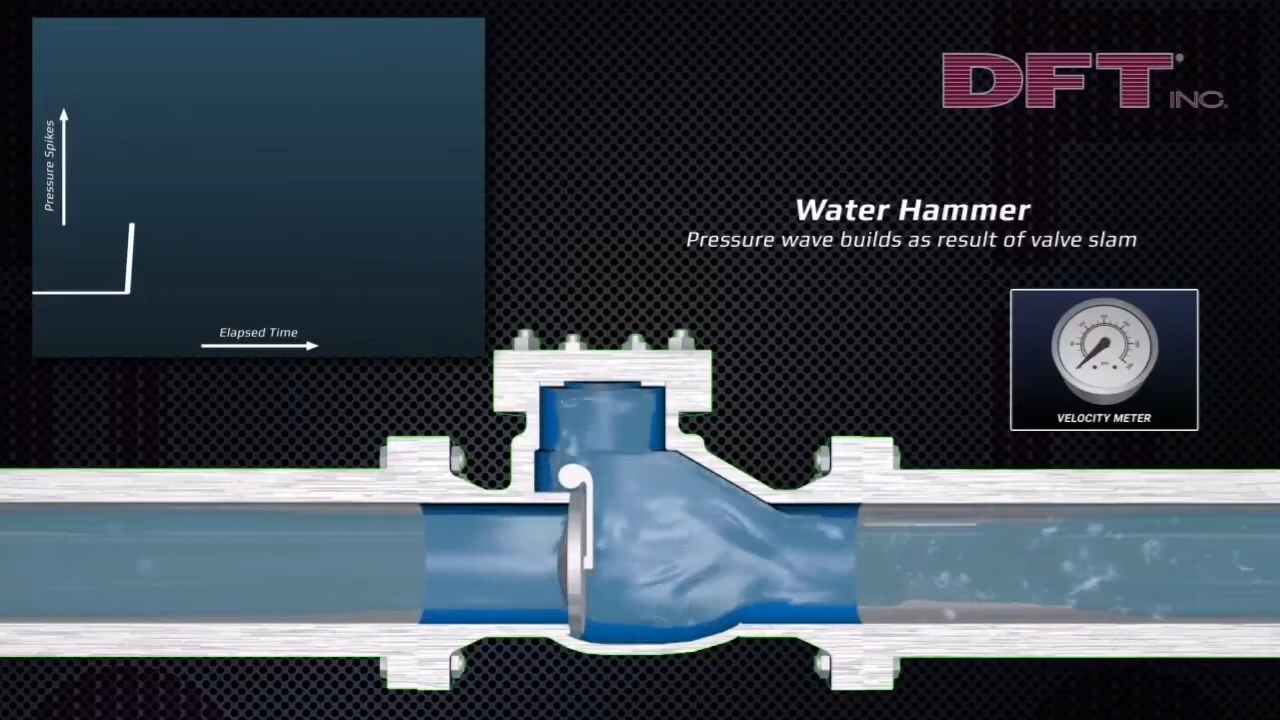 DFT® INC.
Pressure Spikes
Water Hammer
Pressure wave builds as result of valve slam
Elapsed Time
VELOCITY METER